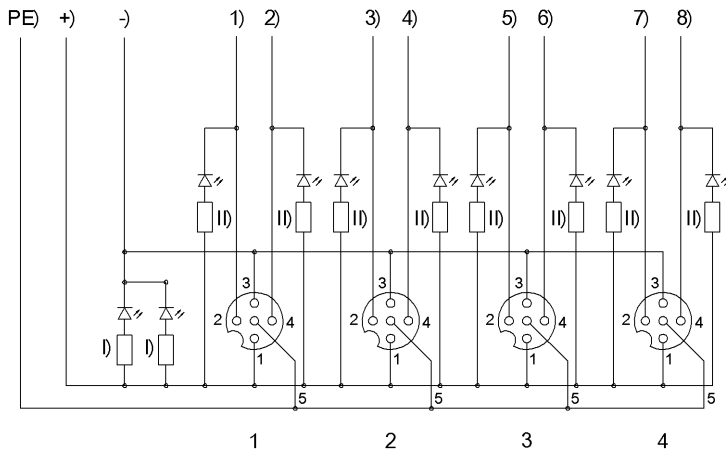 PE) +) -) 1) 2) 3) 4) 5) 6) 7) 8)
II) II) II) II) II) II) II) II)
3 3 3 3
2 4 2 4 2 4 2 4
I) I)
1 1 1 1
5 5 5 5
1 2 3 4